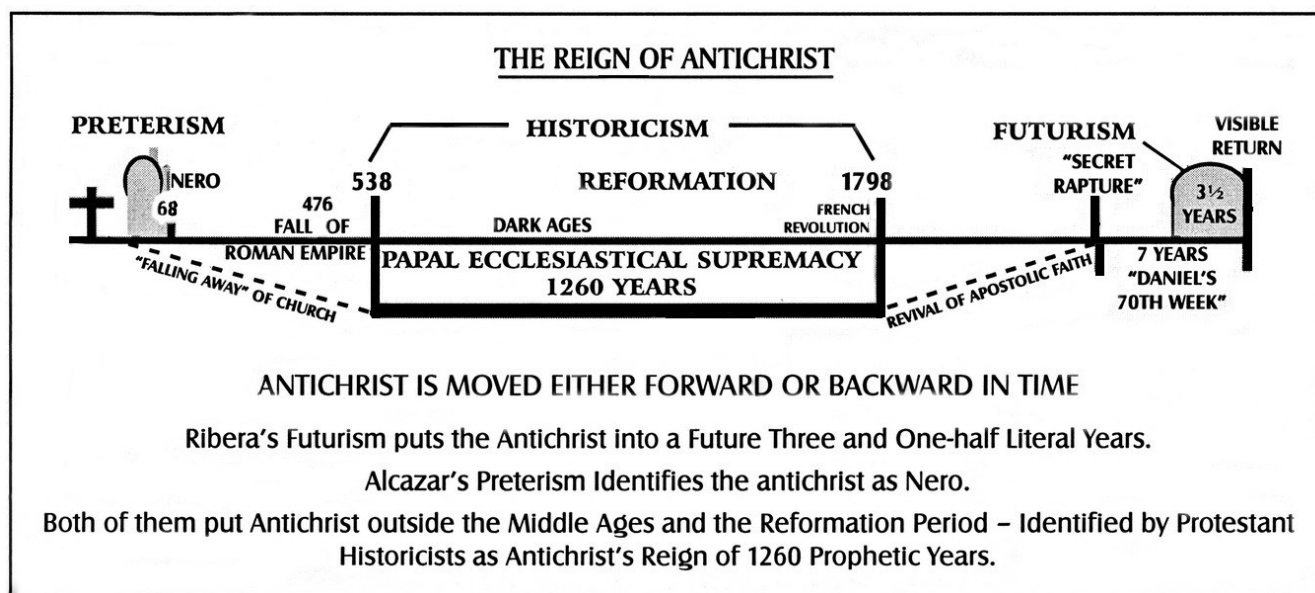 THE REIGN OF ANTICHRIST
PRETERISM
HISTORICISM
FUTURISM
VISIBLE
RETURN
NERO
68
538
REFORMATION
1798
"SECRET
RAPTURE"
3½
YEARS
476
FALL OF
ROMAN EMPIRE
DARK AGES
FRENCH
REVOLUTION
"FALLING AWAY" OF CHURCH
PAPAL ECCLESIASTICAL SUPREMACY
1260 YEARS
REVIVAL OF APOSTOLIC FAITH
7 YEARS
"DANIEL'S
70TH WEEK"
ANTICHRIST IS MOVED EITHER FORWARD OR BACKWARD IN TIME
Ribera's Futurism puts the Antichrist into a Future Three and One-half Literal Years.
Alcazar's Preterism Identifies the antichrist as Nero.
Both of them put Antichrist outside the Middle Ages and the Reformation Period – Identified by Protestant
Historicists as Antichrist's Reign of 1260 Prophetic Years.